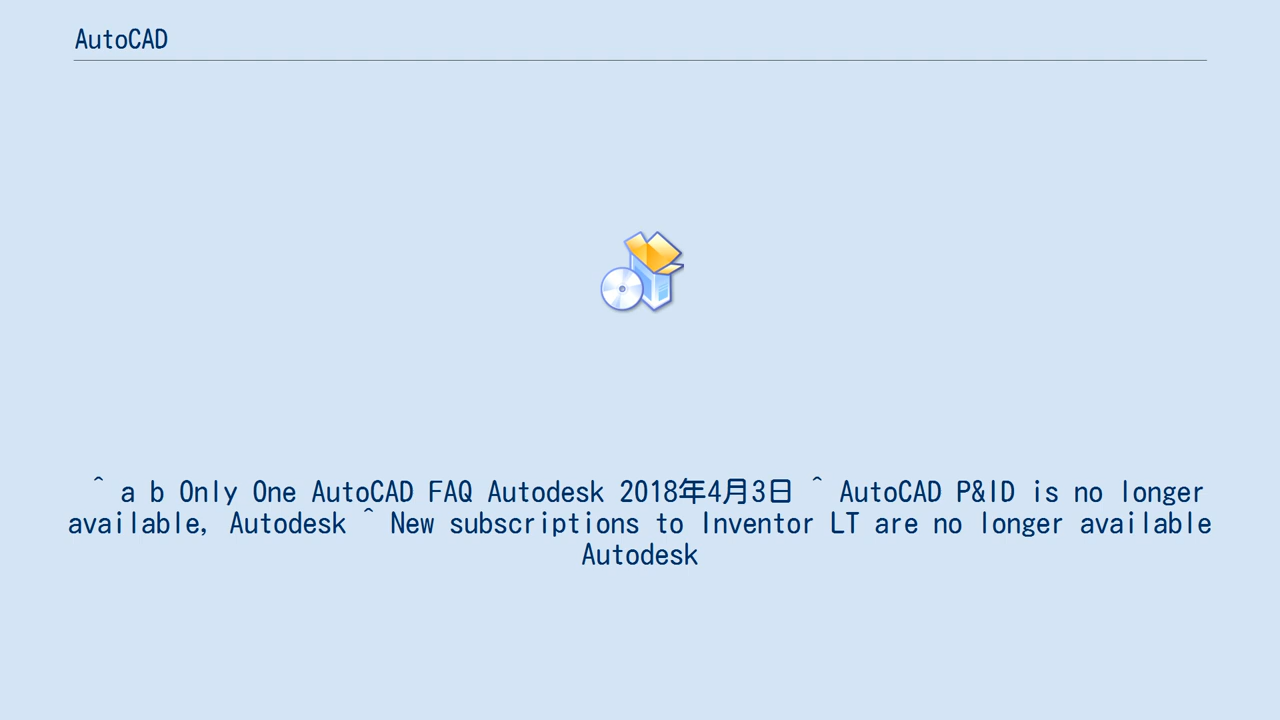 AutoCAD
^ a b Only One AutoCAD FAQ Autodesk 2018年4月3日 ^ AutoCAD P&ID is no longer
available, Autodesk ^ New subscriptions to Inventor LT are no longer available
Autodesk